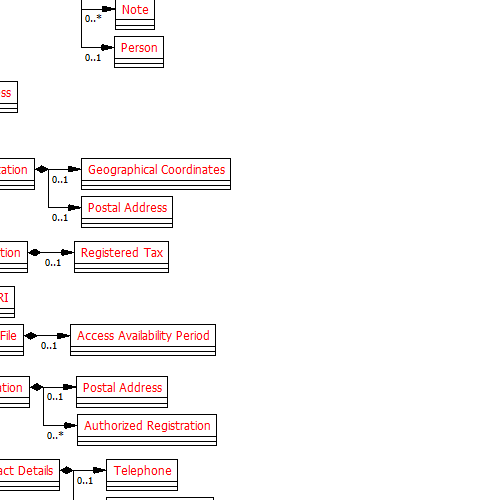 Note
0..*
Person
0..1
ss
Geographical Coordinates
0..1
Postal Address
0..1
tion
Registered Tax
0..1
RI
File
Access Availability Period
0..1
Postal Address
0..1
Authorized Registration
0..*
act Details
Telephone
0..1